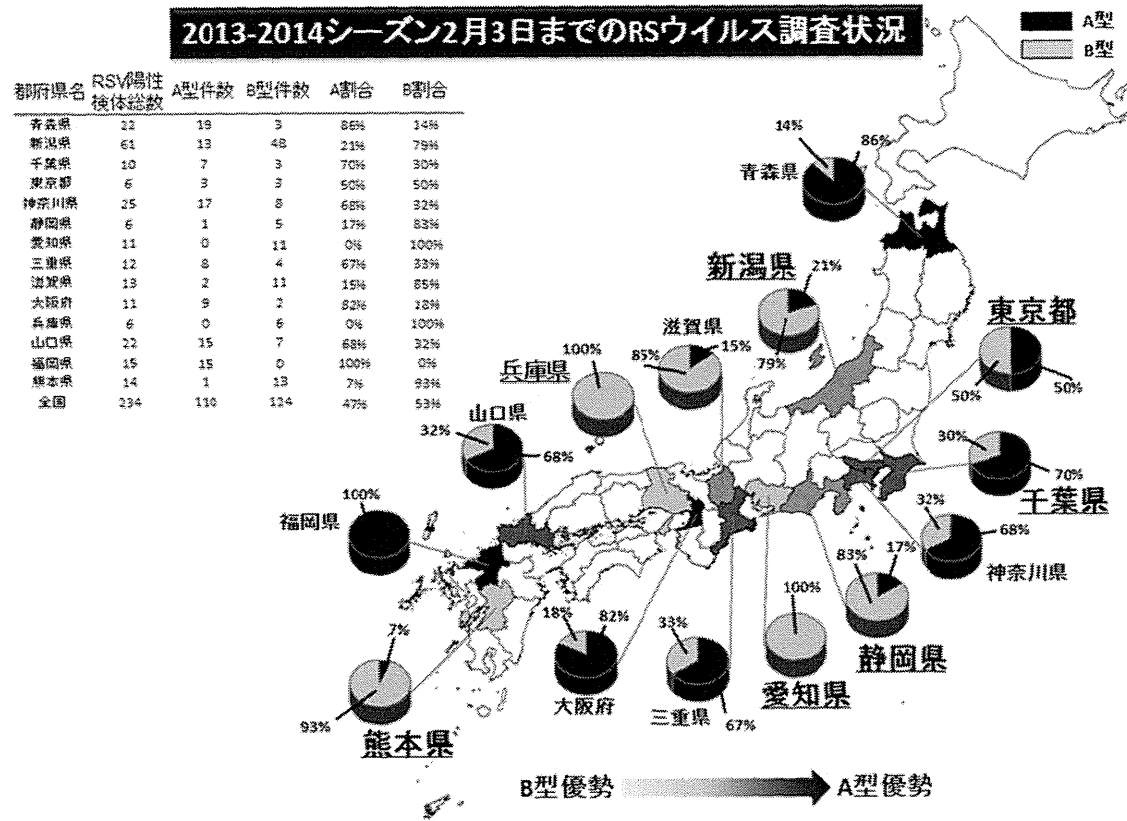 2013-2014シーズン2月3日までのRSウイルス調査状況
A型
B型
都府県名 RSV陽性検体総数 A型件数 B型件数 A割合 B割合
青森県 22 19 3 86% 14%
新潟県 61 13 48 21% 79%
千葉県 10 7 3 70% 30%
東京都 6 3 3 50% 50%
神奈川県 25 17 8 68% 32%
静岡県 6 1 5 17% 83%
愛知県 11 0 11 0% 100%
三重県 12 8 4 67% 33%
滋賀県 13 2 11 15% 85%
大阪府 11 9 2 82% 18%
兵庫県 6 0 6 0% 100%
山口県 22 15 7 68% 32%
福岡県 15 15 0 100% 0%
熊本県 14 1 13 7% 93%
全国 234 110 124 47% 53%
14% 86%
青森県
新潟県
21%
79%
東京都
50% 50%
滋賀県
85% 15%
兵庫県
100%
山口県
32%
68%
30%
70%
千葉県
福岡県
100%
32%
68%
神奈川県
83% 17%
静岡県
100%
愛知県
18% 82%
大阪府
33%
67%
三重県
7%
93%
熊本県
B型優勢 A型優勢